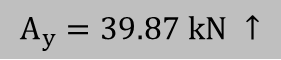 A_y = 39.87 kN ↑